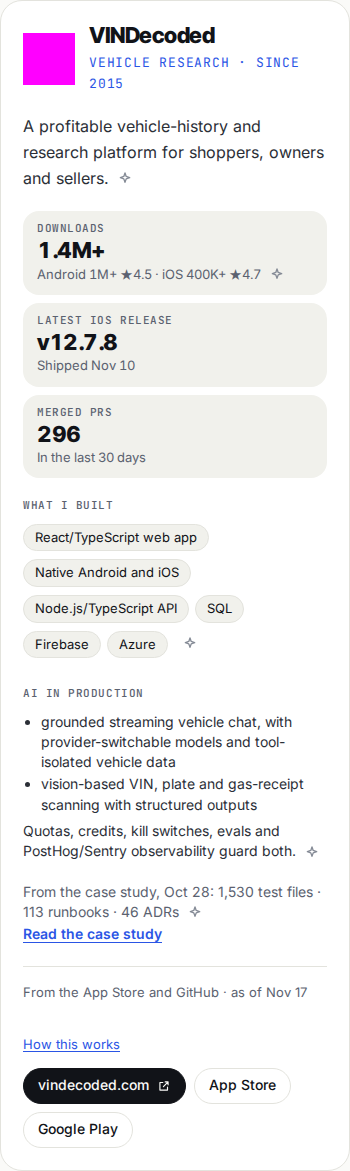 VINDecoded
VEHICLE RESEARCH · SINCE
2015
A profitable vehicle-history and
research platform for shoppers, owners
and sellers.
DOWNLOADS
1.4M+
Android 1M+ ★4.5 · iOS 400K+ ★4.7
LATEST IOS RELEASE
v12.7.8
Shipped Nov 10
MERGED PRS
296
In the last 30 days
WHAT I BUILT
React/TypeScript web app
Native Android and iOS
Node.js/TypeScript API SQL
Firebase Azure
AI IN PRODUCTION
• grounded streaming vehicle chat, with
provider-switchable models and tool-
isolated vehicle data
• vision-based VIN, plate and gas-receipt
scanning with structured outputs
Quotas, credits, kill switches, evals and
PostHog/Sentry observability guard both.
From the case study, Oct 28: 1,530 test files ·
113 runbooks · 46 ADRs
Read the case study
From the App Store and GitHub · as of Nov 17
How this works
vindecoded.com App Store
Google Play